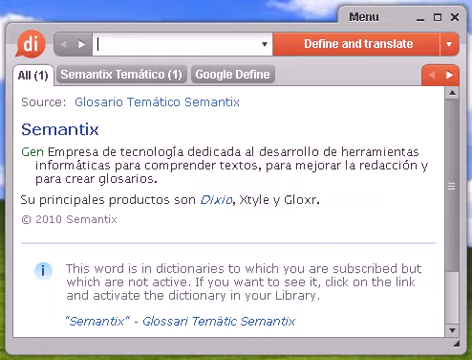 Menu
di
Define and translate
All (1)
Semantix Temático (1)
Google Define
Source: Glosario Temático Semantix
Semantix
Gen Empresa de tecnología dedicada al desarrollo de herramientas
informáticas para comprender textos, para mejorar la redacción y
para crear glosarios.
Su principales productos son Dixio, Xtyle y Gloxr.
© 2010 Semantix
i
This word is in dictionaries to which you are subscribed but
which are not active. If you want to see it, click on the link
and activate the dictionary in your Library.
"Semantix" - Glossari Temàtic Semantix